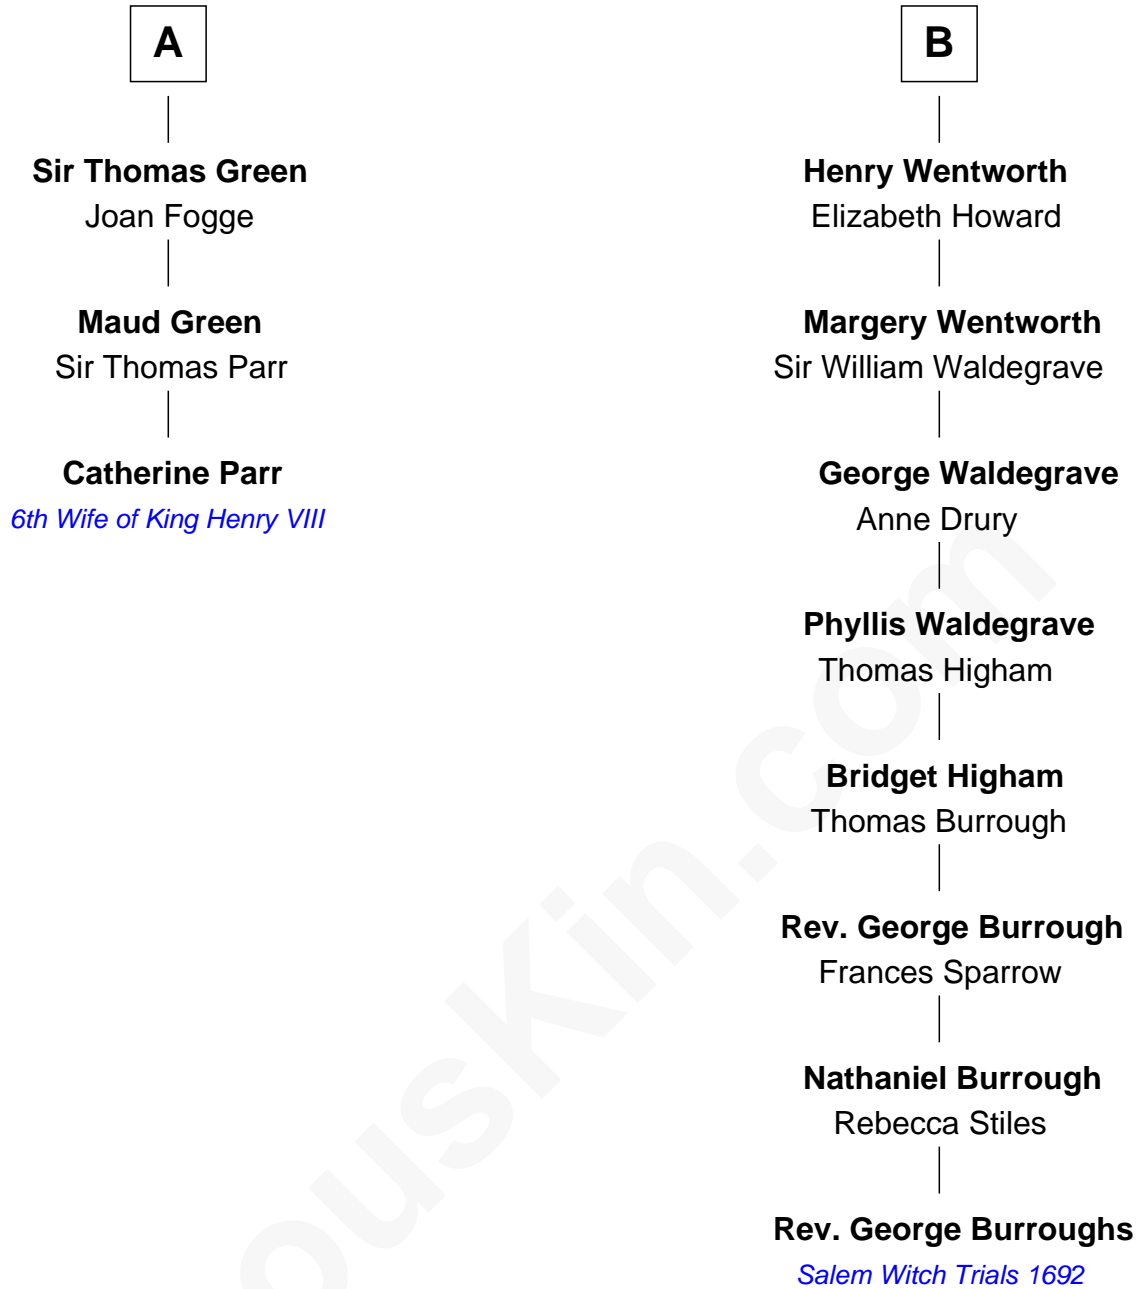 A
Sir Thomas Green
Joan Fogge
Maud Green
Sir Thomas Parr
Catherine Parr
6th Wife of King Henry VIII
B
Henry Wentworth
Elizabeth Howard
Margery Wentworth
Sir William Waldegrave
George Waldegrave
Anne Drury
Phyllis Waldegrave
Thomas Higham
Bridget Higham
Thomas Burrough
Rev. George Burrough
Frances Sparrow
Nathaniel Burrough
Rebecca Stiles
Rev. George Burroughs
Salem Witch Trials 1692
ousKin.com